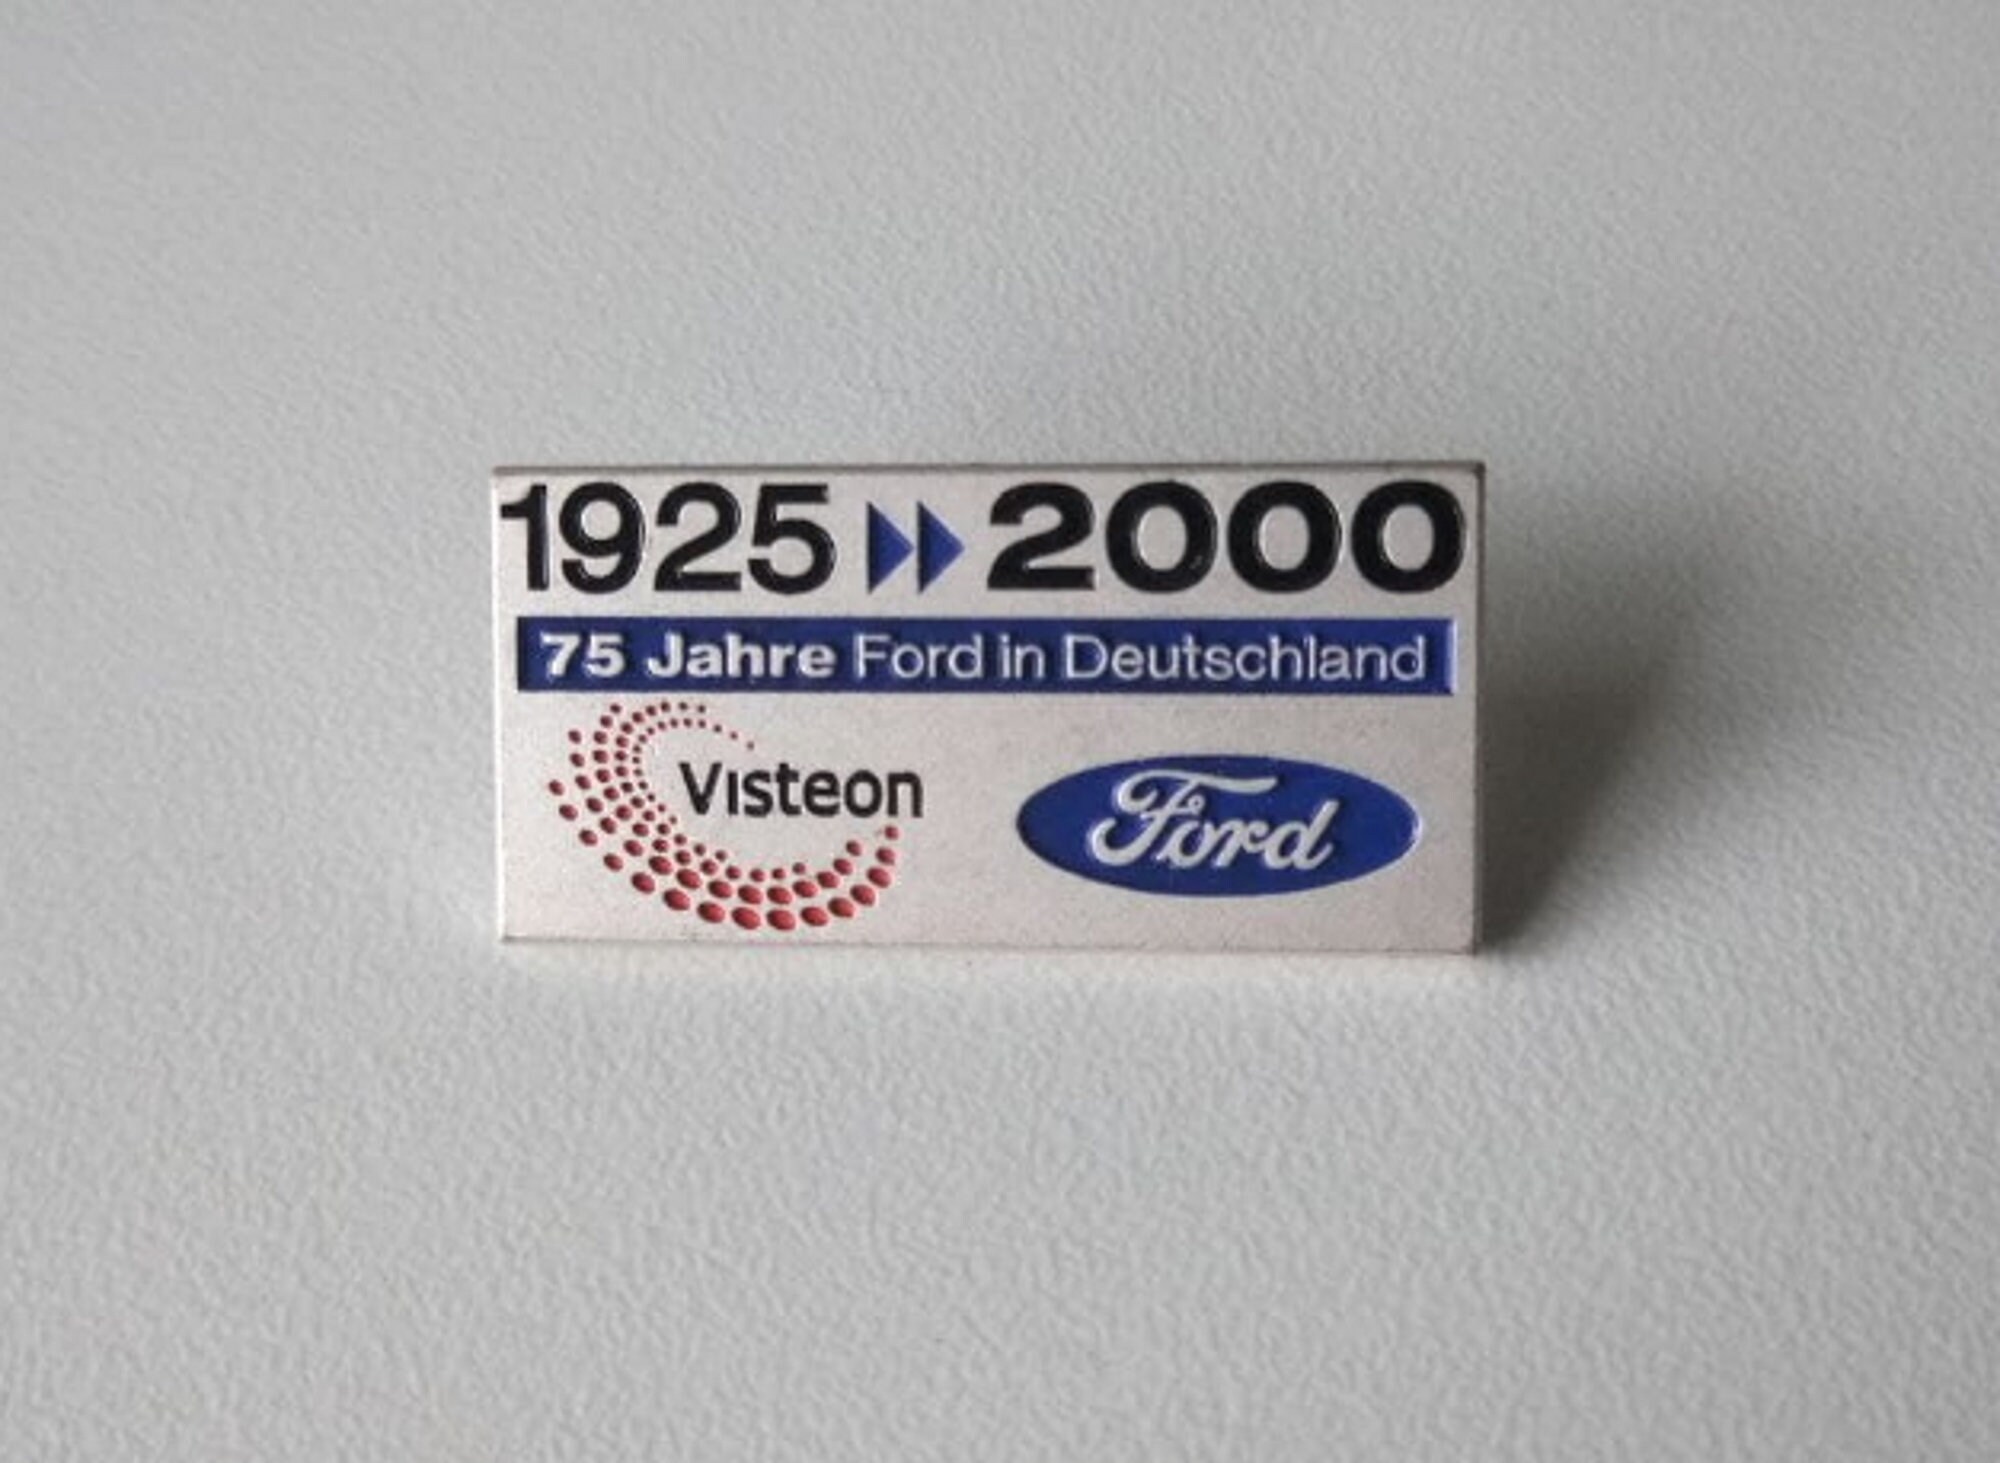 1925 2000
75 Jahre Ford in Deutschland
Visteon
Ford